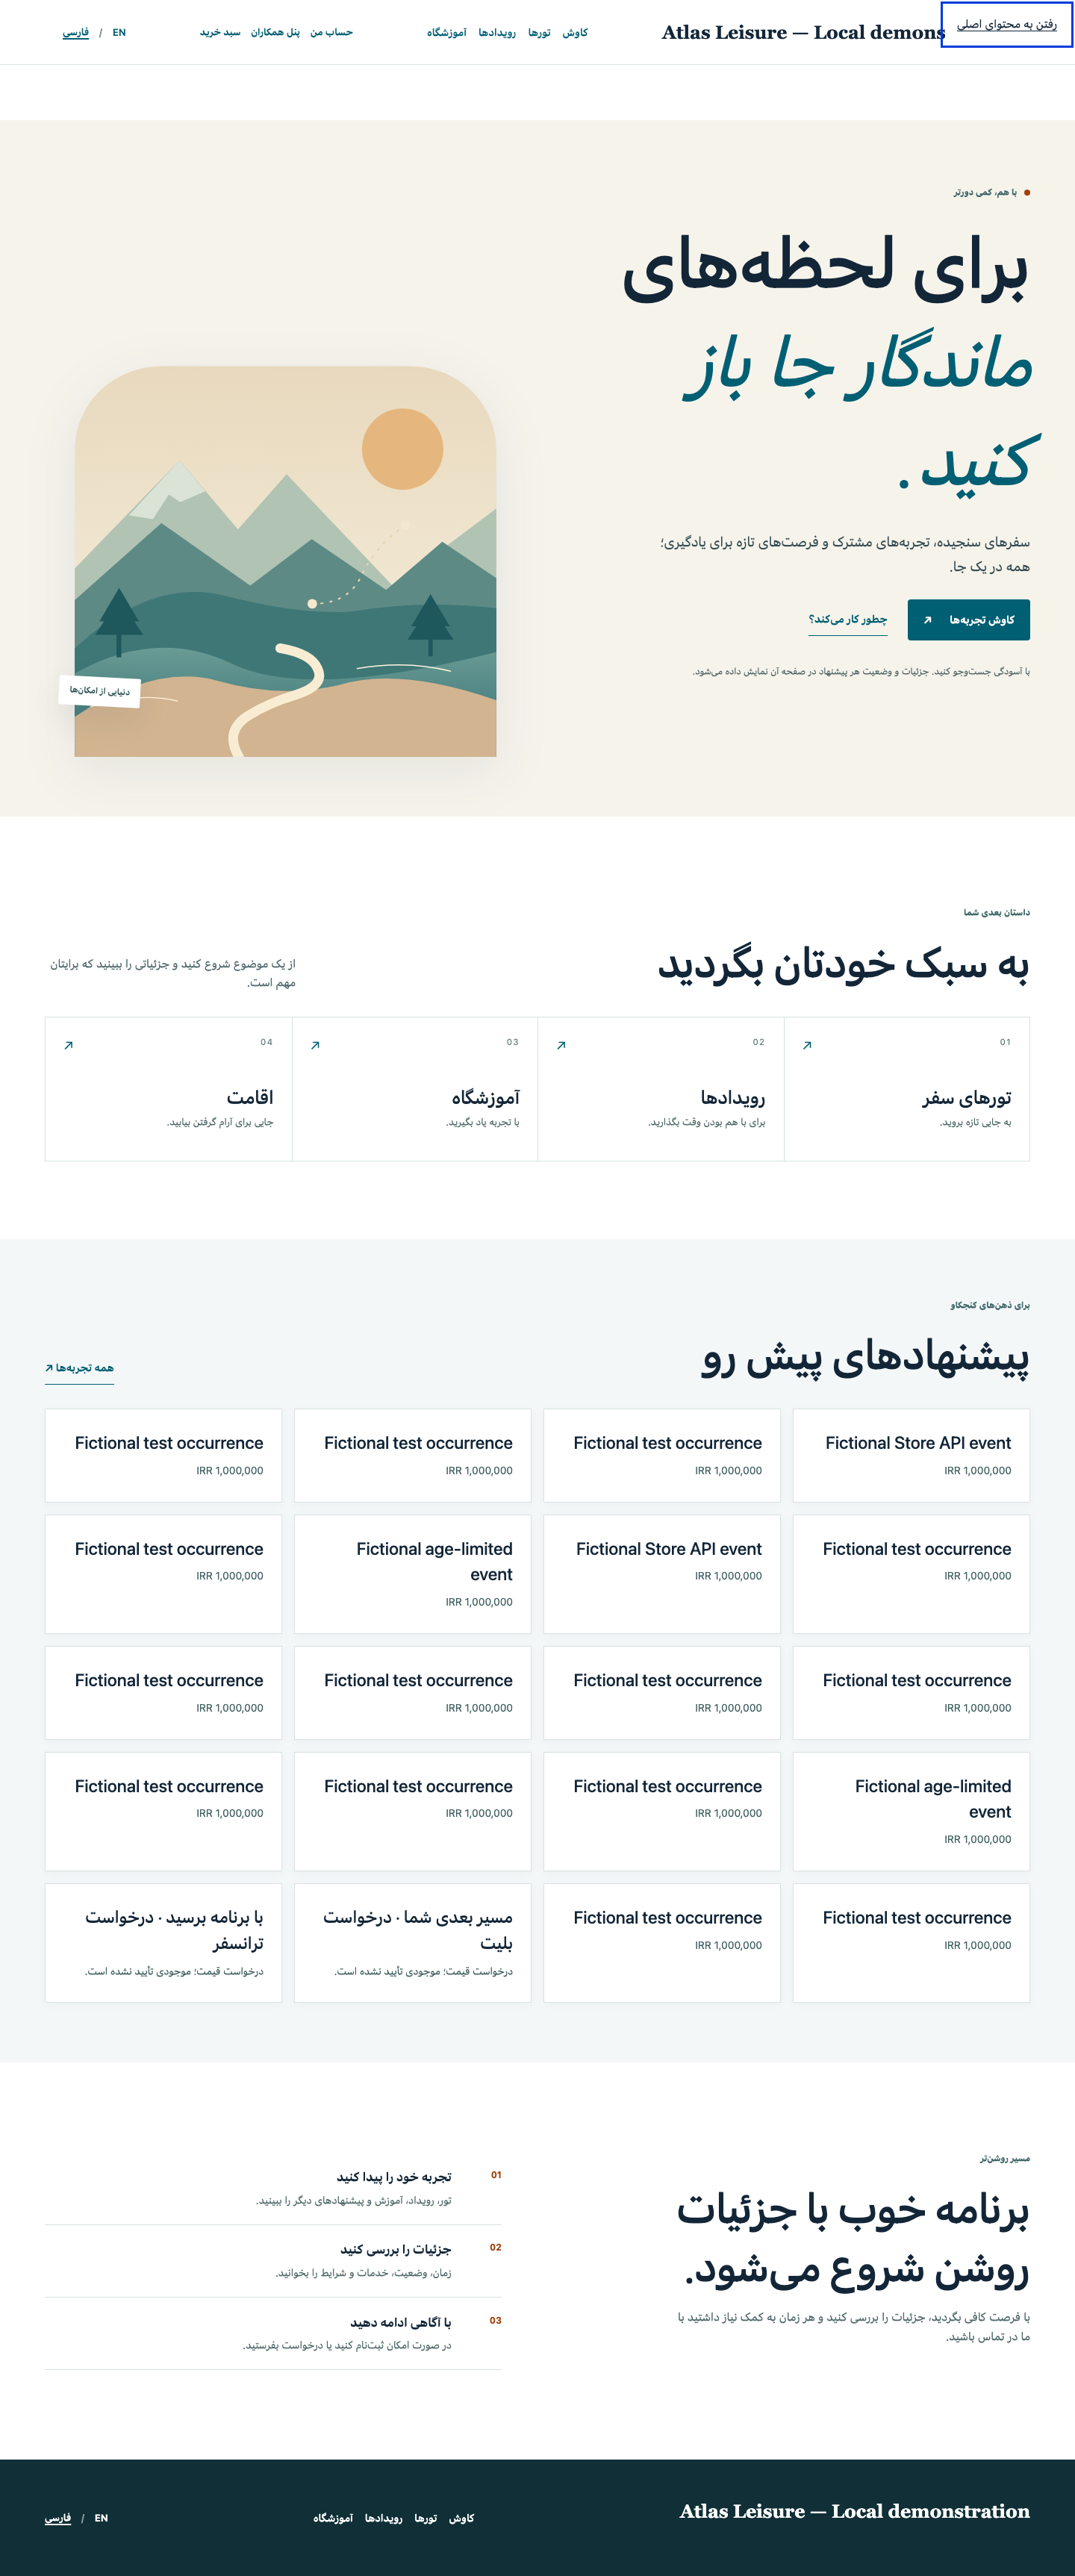 رفتن به محتوای اصلی
Atlas Leisure — Local demons
کاوش تورها رویدادها آموزشگاه
حساب من پنل همکاران سبد خرید
EN / فارسی
با هم، کمی دورتر
برای لحظه‌های
ماندگار جا باز
کنید.
سفرهای سنجیده، تجربه‌های مشترک و فرصت‌های تازه برای یادگیری؛
همه در یک جا.
کاوش تجربه‌ها ↗
چطور کار می‌کند؟
با آسودگی جست‌وجو کنید. جزئیات و وضعیت هر پیشنهاد در صفحه آن نمایش داده می‌شود.
دنیایی از امکان‌ها
داستان بعدی شما
به سبک خودتان بگردید
از یک موضوع شروع کنید و جزئیاتی را ببینید که برایتان
مهم است.
01 ↗
تورهای سفر
به جایی تازه بروید.
02 ↗
رویدادها
برای با هم بودن وقت بگذارید.
03 ↗
آموزشگاه
با تجربه یاد بگیرید.
04 ↗
اقامت
جایی برای آرام گرفتن بیابید.
برای ذهن‌های کنجکاو
پیشنهادهای پیش رو
همه تجربه‌ها ↗
Fictional Store API event
IRR 1,000,000
Fictional test occurrence
IRR 1,000,000
Fictional test occurrence
IRR 1,000,000
Fictional test occurrence
IRR 1,000,000
Fictional test occurrence
IRR 1,000,000
Fictional Store API event
IRR 1,000,000
Fictional age-limited
event
IRR 1,000,000
Fictional test occurrence
IRR 1,000,000
Fictional test occurrence
IRR 1,000,000
Fictional test occurrence
IRR 1,000,000
Fictional test occurrence
IRR 1,000,000
Fictional test occurrence
IRR 1,000,000
Fictional age-limited
event
IRR 1,000,000
Fictional test occurrence
IRR 1,000,000
Fictional test occurrence
IRR 1,000,000
Fictional test occurrence
IRR 1,000,000
Fictional test occurrence
IRR 1,000,000
Fictional test occurrence
IRR 1,000,000
مسیر بعدی شما · درخواست
بلیت
درخواست قیمت؛ موجودی تأیید نشده است.
با برنامه برسید · درخواست
ترانسفر
درخواست قیمت؛ موجودی تأیید نشده است.
مسیر روشن‌تر
برنامه خوب با جزئیات
روشن شروع می‌شود.
با فرصت کافی بگردید، جزئیات را بررسی کنید و هر زمان به کمک نیاز داشتید با
ما در تماس باشید.
01
تجربه خود را پیدا کنید
تور، رویداد، آموزش و پیشنهادهای دیگر را ببینید.
02
جزئیات را بررسی کنید
زمان، وضعیت، خدمات و شرایط را بخوانید.
03
با آگاهی ادامه دهید
در صورت امکان ثبت‌نام کنید یا درخواست بفرستید.
Atlas Leisure — Local demonstration
کاوش تورها رویدادها آموزشگاه
EN / فارسی